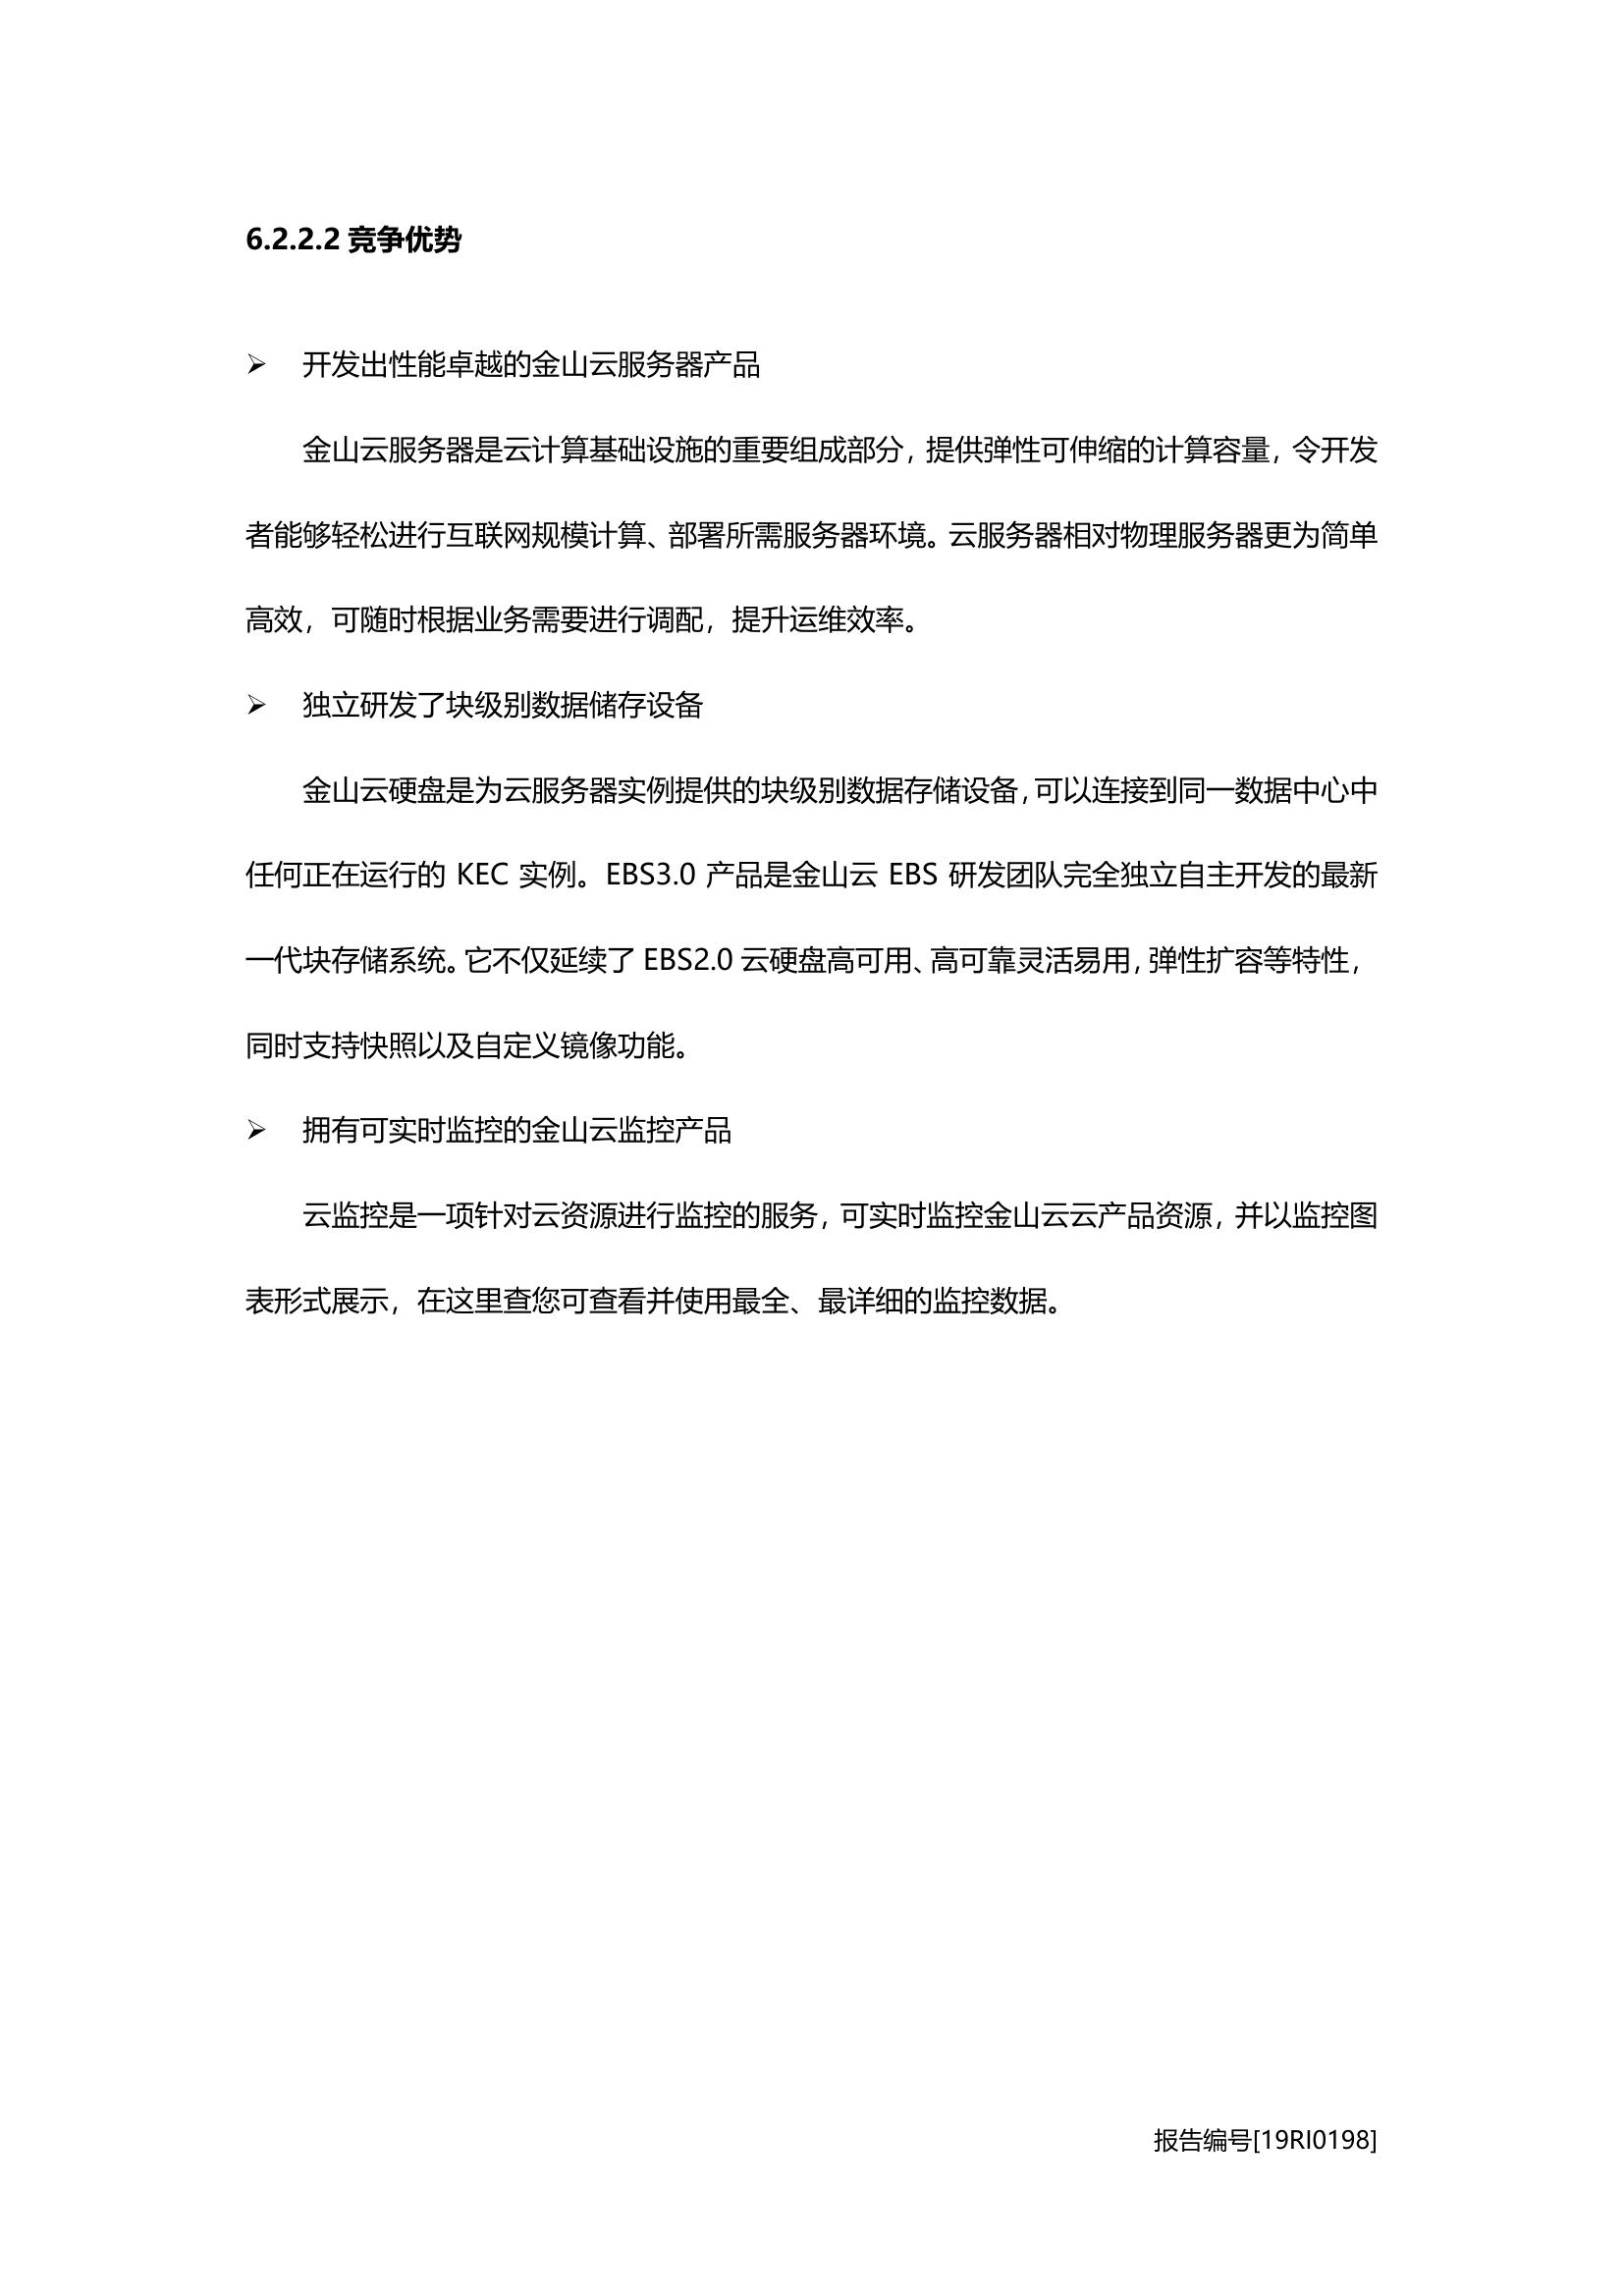 6.2.2.2 竞争优势
➢ 开发出性能卓越的金山云服务器产品
金山云服务器是云计算基础设施的重要组成部分，提供弹性可伸缩的计算容量，令开发
者能够轻松进行互联网规模计算、部署所需服务器环境。云服务器相对物理服务器更为简单
高效，可随时根据业务需要进行调配，提升运维效率。
➢ 独立研发了块级别数据储存设备
金山云硬盘是为云服务器实例提供的块级别数据存储设备，可以连接到同一数据中心中
任何正在运行的 KEC 实例。EBS3.0 产品是金山云 EBS 研发团队完全独立自主开发的最新
一代块存储系统。它不仅延续了 EBS2.0 云硬盘高可用、高可靠灵活易用，弹性扩容等特性，
同时支持快照以及自定义镜像功能。
➢ 拥有可实时监控的金山云监控产品
云监控是一项针对云资源进行监控的服务，可实时监控金山云云产品资源，并以监控图
表形式展示，在这里查您可查看并使用最全、最详细的监控数据。
报告编号[19RI0198]